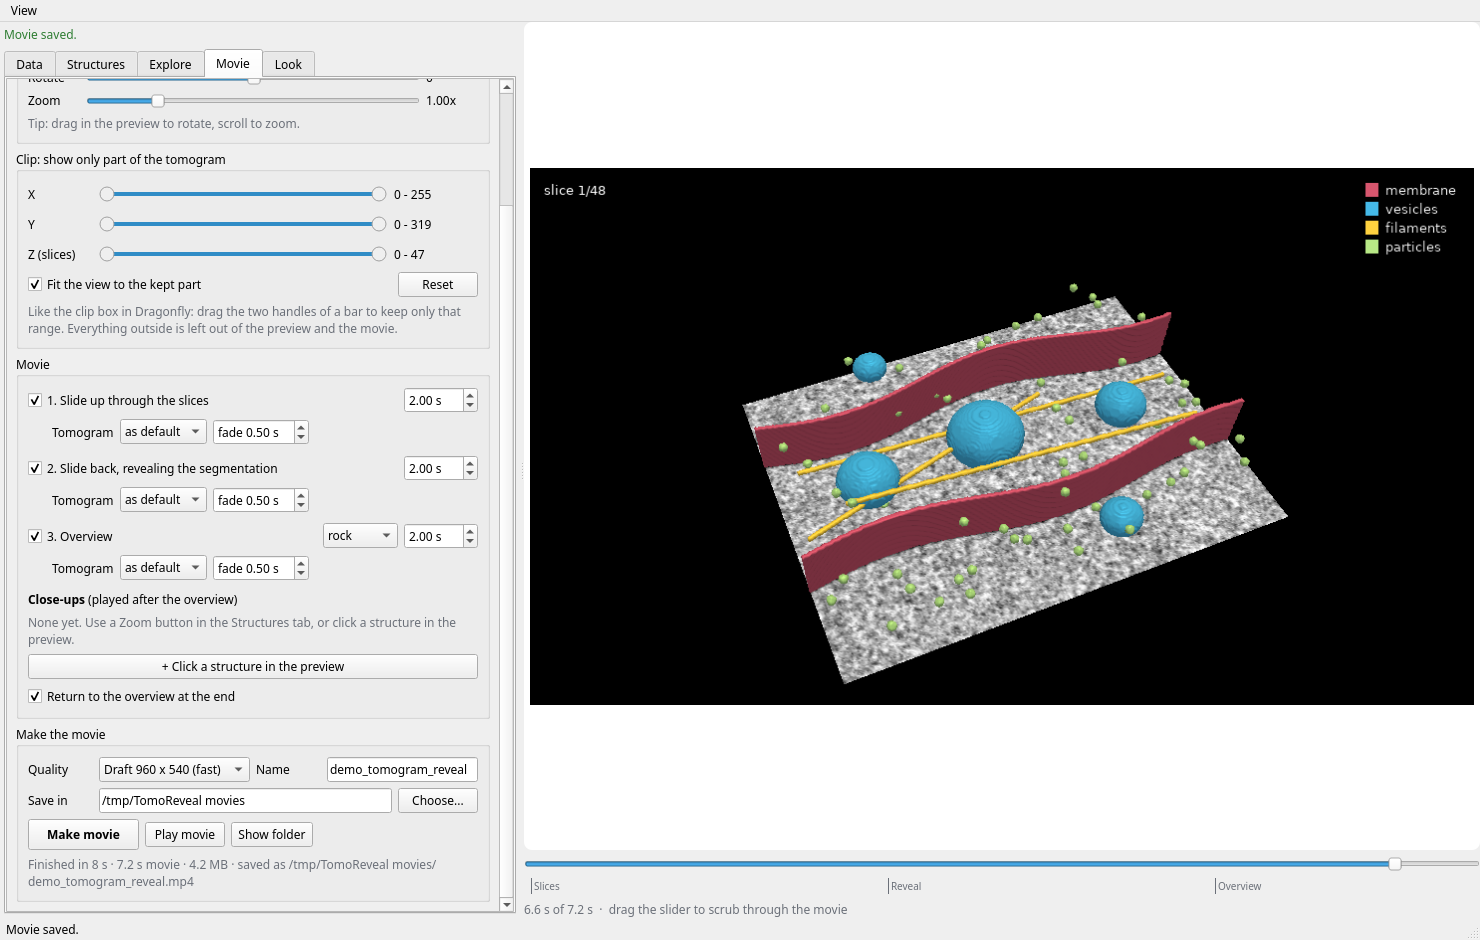 View
Movie saved.
Data
Structures
Explore
Movie
Look
Rotate
0
Zoom
1.00x
Tip: drag in the preview to rotate, scroll to zoom.
Clip: show only part of the tomogram
X
0 - 255
Y
0 - 319
Z (slices)
0 - 47
Fit the view to the kept part
Reset
Like the clip box in Dragonfly: drag the two handles of a bar to keep only that
range. Everything outside is left out of the preview and the movie.
Movie
1. Slide up through the slices
2.00 s
Tomogram
as default
fade 0.50 s
2. Slide back, revealing the segmentation
2.00 s
Tomogram
as default
fade 0.50 s
3. Overview
rock
2.00 s
Tomogram
as default
fade 0.50 s
Close-ups (played after the overview)
None yet. Use a Zoom button in the Structures tab, or click a structure in the
preview.
+ Click a structure in the preview
Return to the overview at the end
Make the movie
Quality
Draft 960 x 540 (fast)
Name
demo_tomogram_reveal
Save in
/tmp/TomoReveal movies
Choose...
Make movie
Play movie
Show folder
Finished in 8 s · 7.2 s movie · 4.2 MB · saved as /tmp/TomoReveal movies/
demo_tomogram_reveal.mp4
Movie saved.
slice 1/48
membrane
vesicles
filaments
particles
Slices
Reveal
Overview
6.6 s of 7.2 s · drag the slider to scrub through the movie